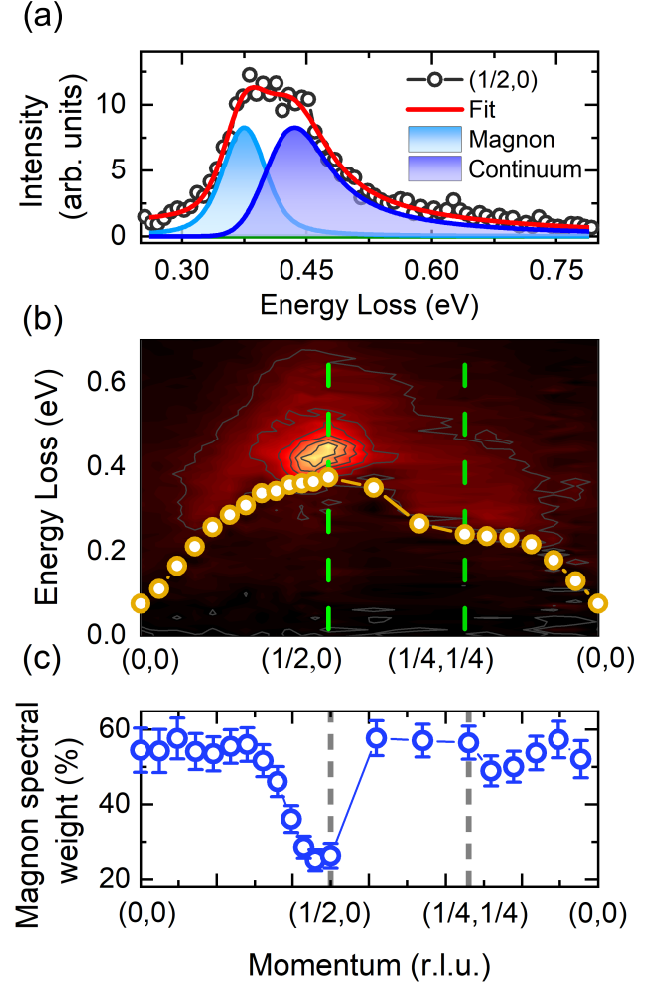 (a)
Intensity
(arb. units)
10
5
0
(1/2,0)
Fit
Magnon
Continuum
0.30 0.45 0.60 0.75
Energy Loss (eV)
(b)
Energy Loss (eV)
0.6
0.4
0.2
0.0
(0,0) (1/2,0) (1/4,1/4) (0,0)
(c)
Magnon spectral
weight (%)
60
40
20
(0,0) (1/2,0) (1/4,1/4) (0,0)
Momentum (r.l.u.)